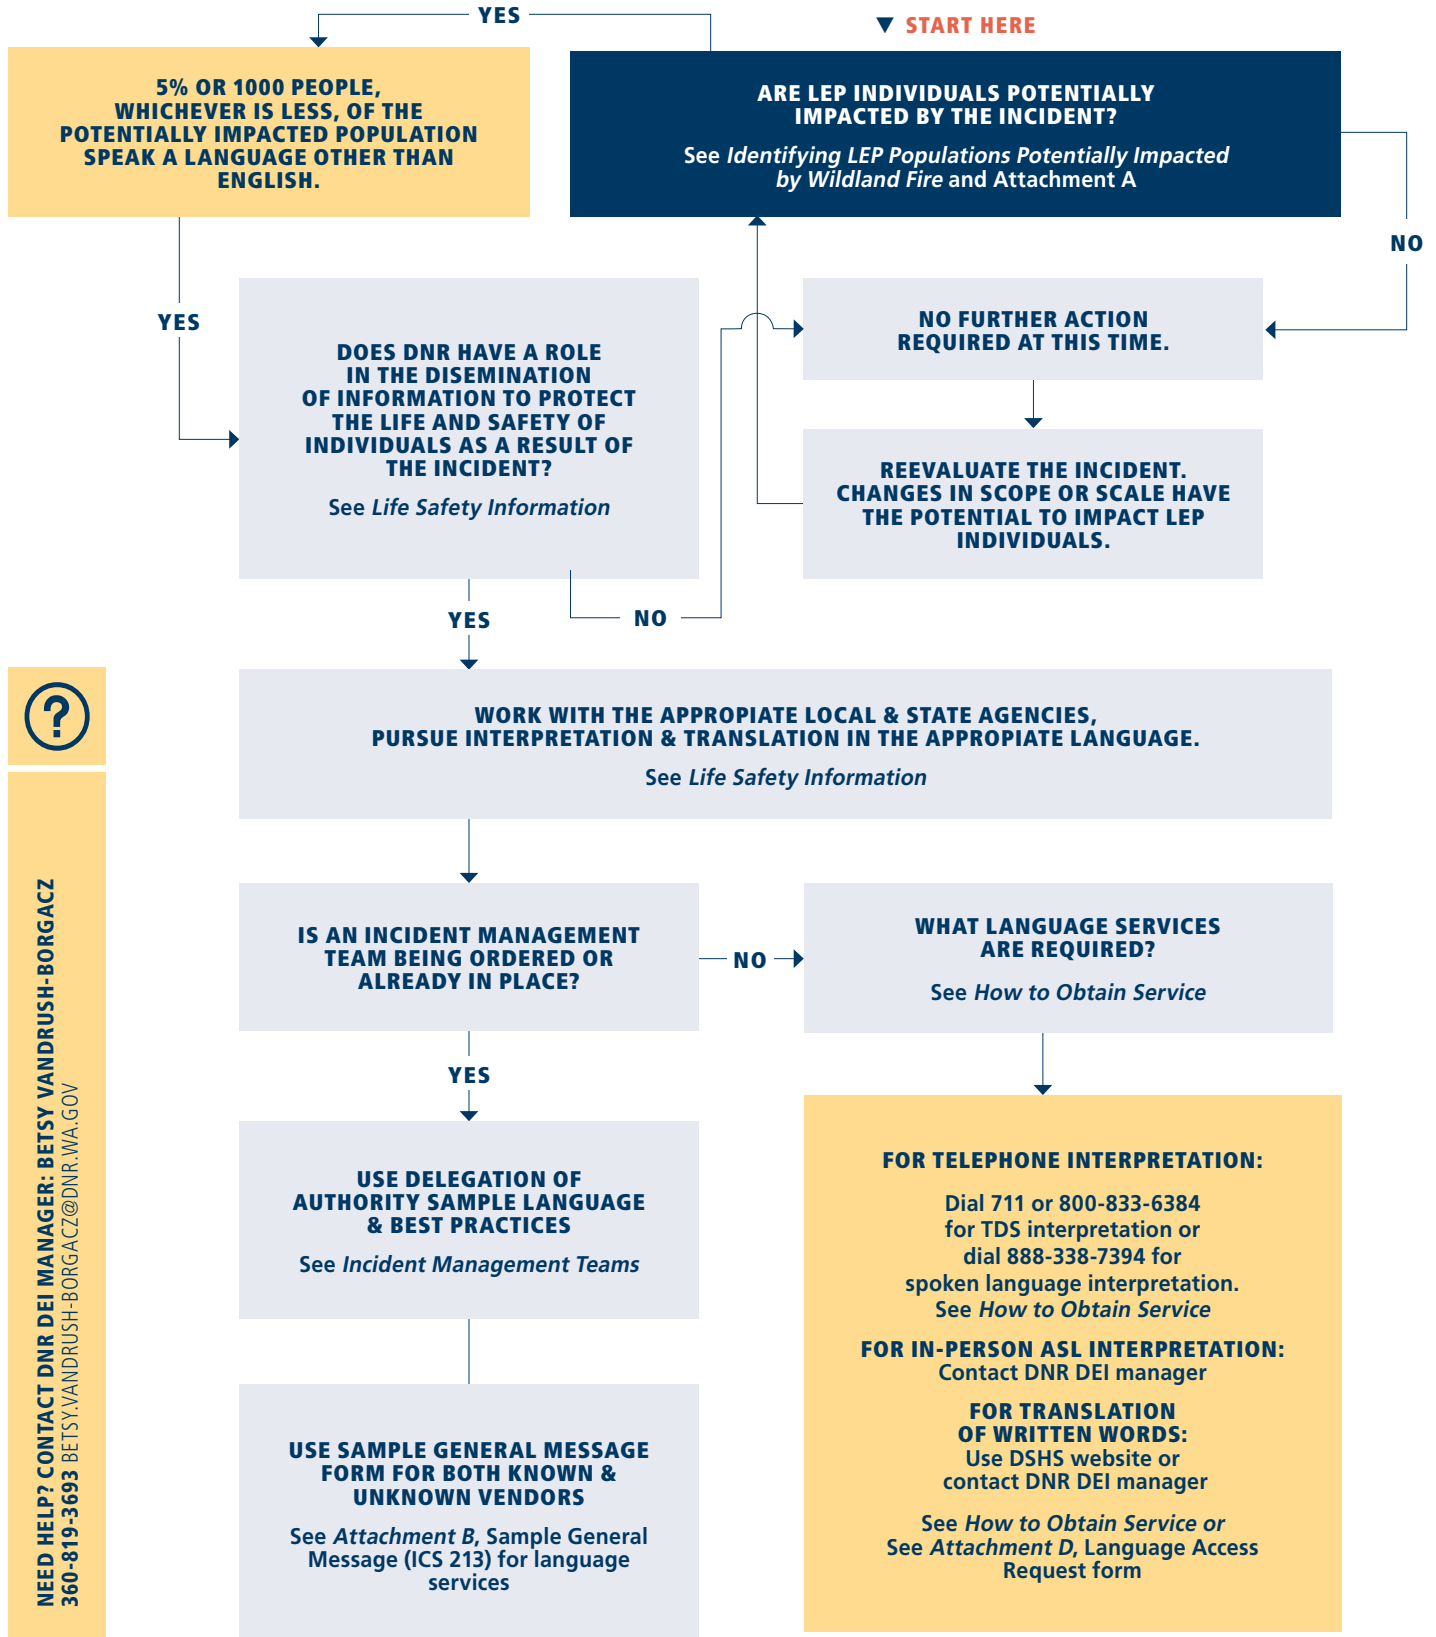 ▼ START HERE
ARE LEP INDIVIDUALS POTENTIALLY
IMPACTED BY THE INCIDENT?
See Identifying LEP Populations Potentially Impacted
by Wildland Fire and Attachment A
YES
NO
5% OR 1000 PEOPLE,
WHICHEVER IS LESS, OF THE
POTENTIALLY IMPACTED POPULATION
SPEAK A LANGUAGE OTHER THAN
ENGLISH.
YES
DOES DNR HAVE A ROLE
IN THE DISEMINATION
OF INFORMATION TO PROTECT
THE LIFE AND SAFETY OF
INDIVIDUALS AS A RESULT OF
THE INCIDENT?
See Life Safety Information
NO FURTHER ACTION
REQUIRED AT THIS TIME.
REEVALUATE THE INCIDENT.
CHANGES IN SCOPE OR SCALE HAVE
THE POTENTIAL TO IMPACT LEP
INDIVIDUALS.
YES
NO
WORK WITH THE APPROPIATE LOCAL & STATE AGENCIES,
PURSUE INTERPRETATION & TRANSLATION IN THE APPROPIATE LANGUAGE.
See Life Safety Information
IS AN INCIDENT MANAGEMENT
TEAM BEING ORDERED OR
ALREADY IN PLACE?
NO
WHAT LANGUAGE SERVICES
ARE REQUIRED?
See How to Obtain Service
YES
USE DELEGATION OF
AUTHORITY SAMPLE LANGUAGE
& BEST PRACTICES
See Incident Management Teams
USE SAMPLE GENERAL MESSAGE
FORM FOR BOTH KNOWN &
UNKNOWN VENDORS
See Attachment B, Sample General
Message (ICS 213) for language
services
FOR TELEPHONE INTERPRETATION:
Dial 711 or 800-833-6384
for TDS interpretation or
dial 888-338-7394 for
spoken language interpretation.
See How to Obtain Service
FOR IN-PERSON ASL INTERPRETATION:
Contact DNR DEI manager
FOR TRANSLATION
OF WRITTEN WORDS:
Use DSHS website or
contact DNR DEI manager
See How to Obtain Service or
See Attachment D, Language Access
Request form
?
NEED HELP? CONTACT DNR DEI MANAGER: BETSY VANDRUSH-BORGACZ
360-819-3693 BETSY.VANDRUSH-BORGACZ@DNR.WA.GOV